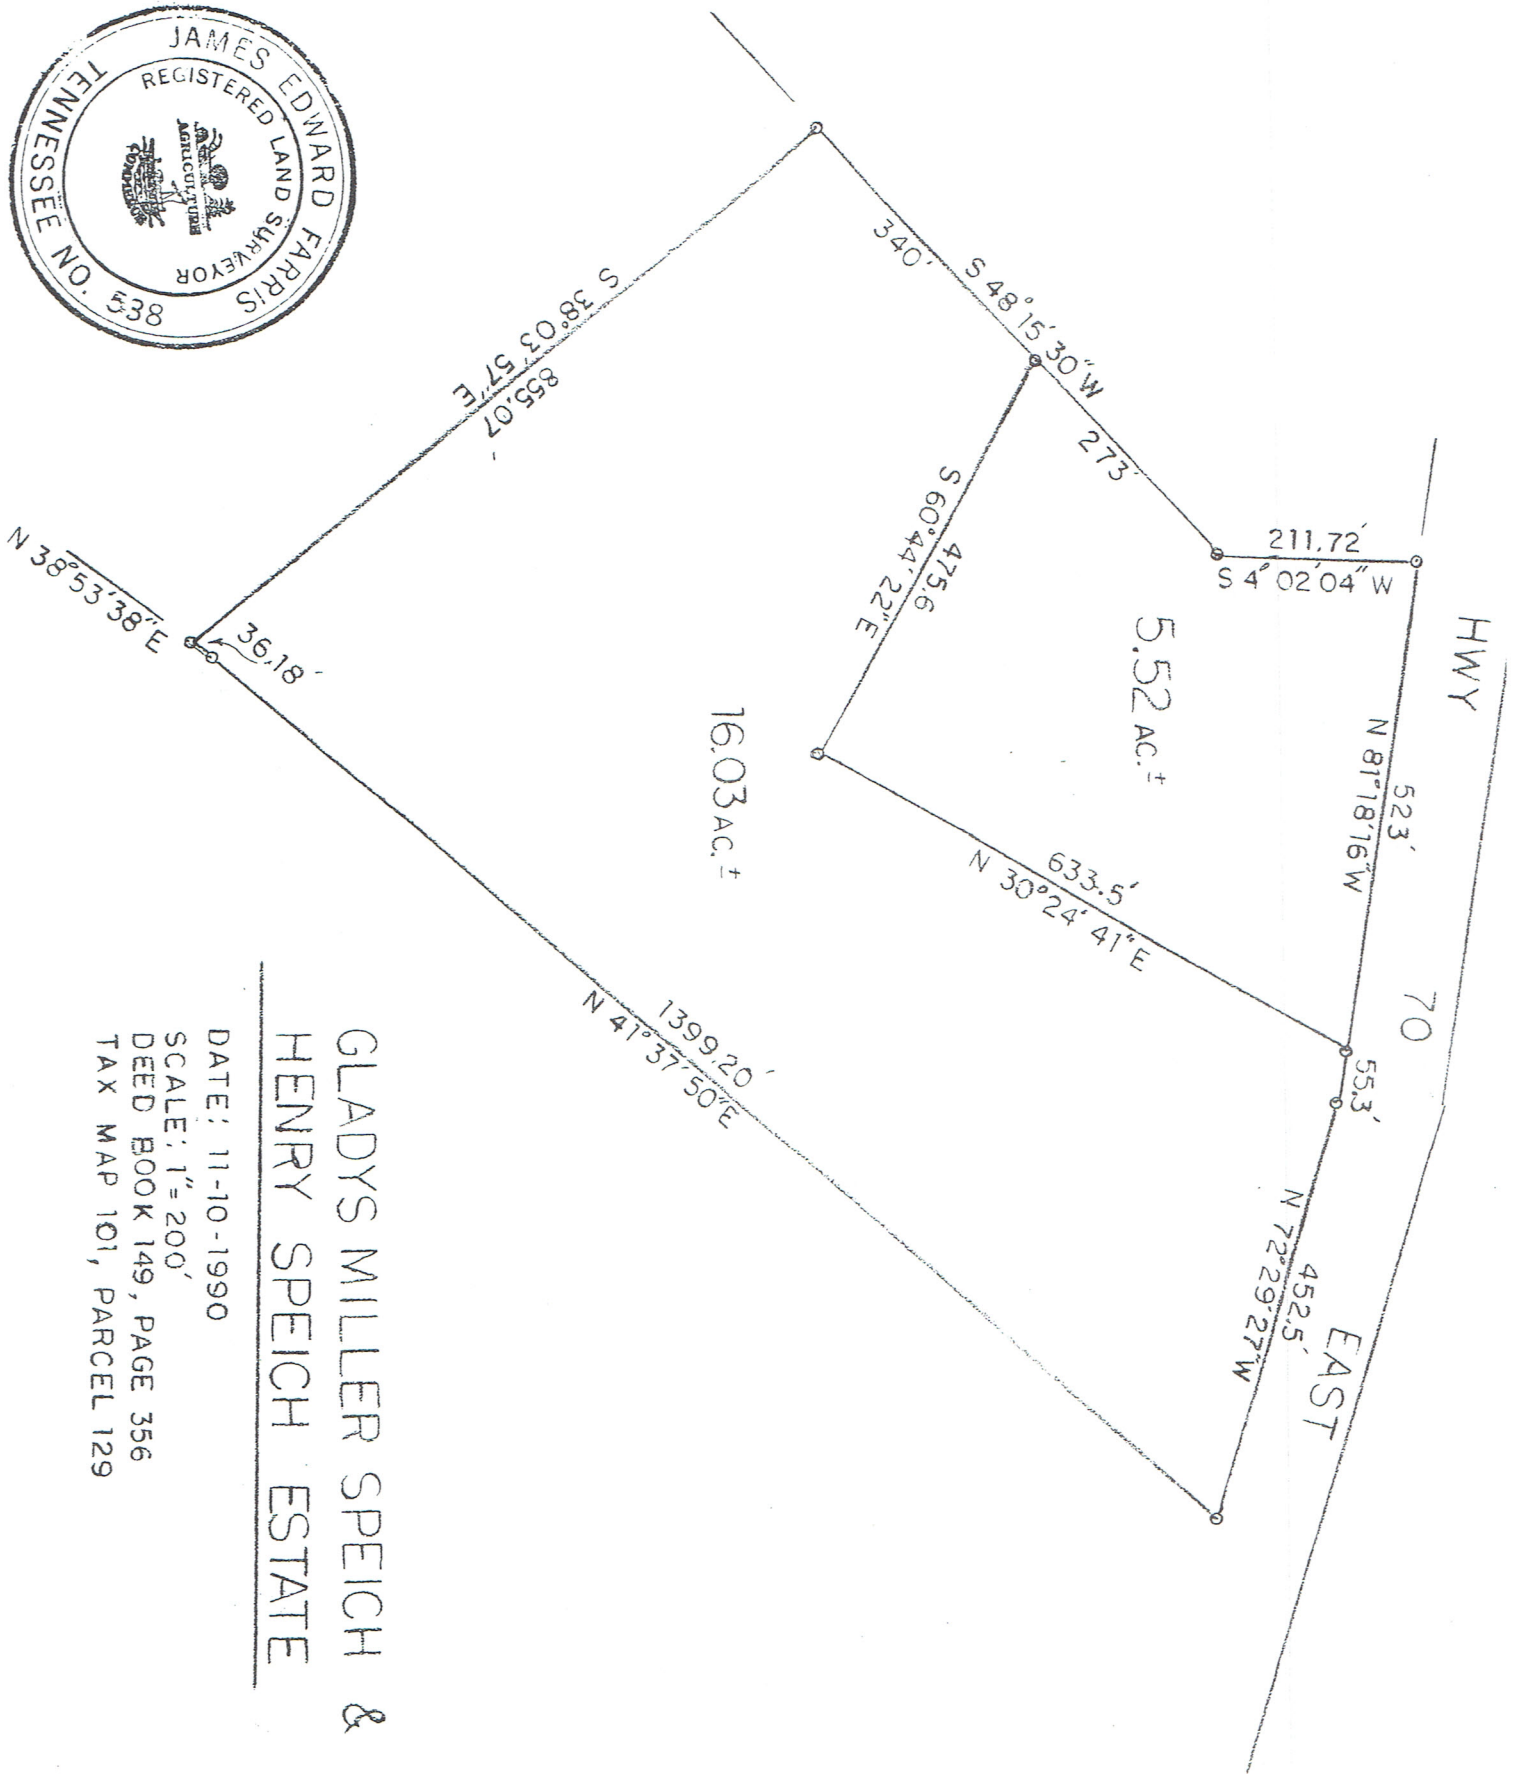 HWY 70 EAST
211.72'
S 4° 02' 04" W
523'
N 81° 18' 16" W
55.3'
452.5'
N 72° 29' 27" W
273'
S 48° 15' 30" W
340'
5.52 AC. ±
475.6
S 60° 44' 22" E
633.5'
N 30° 24' 41" E
16.03 AC. ±
855.07'
S 38° 03' 57" E
36.18'
N 38° 53' 38" E
1399.20'
N 41° 37' 50" E
GLADYS MILLER SPEICH &
HENRY SPEICH ESTATE
DATE: 11-10-1990
SCALE: 1" = 200'
DEED BOOK 149, PAGE 356
TAX MAP 101, PARCEL 129
JAMES EDWARD FARRIS
REGISTERED LAND SURVEYOR
AGRICULTURE
COMMERCE
TENNESSEE NO. 538